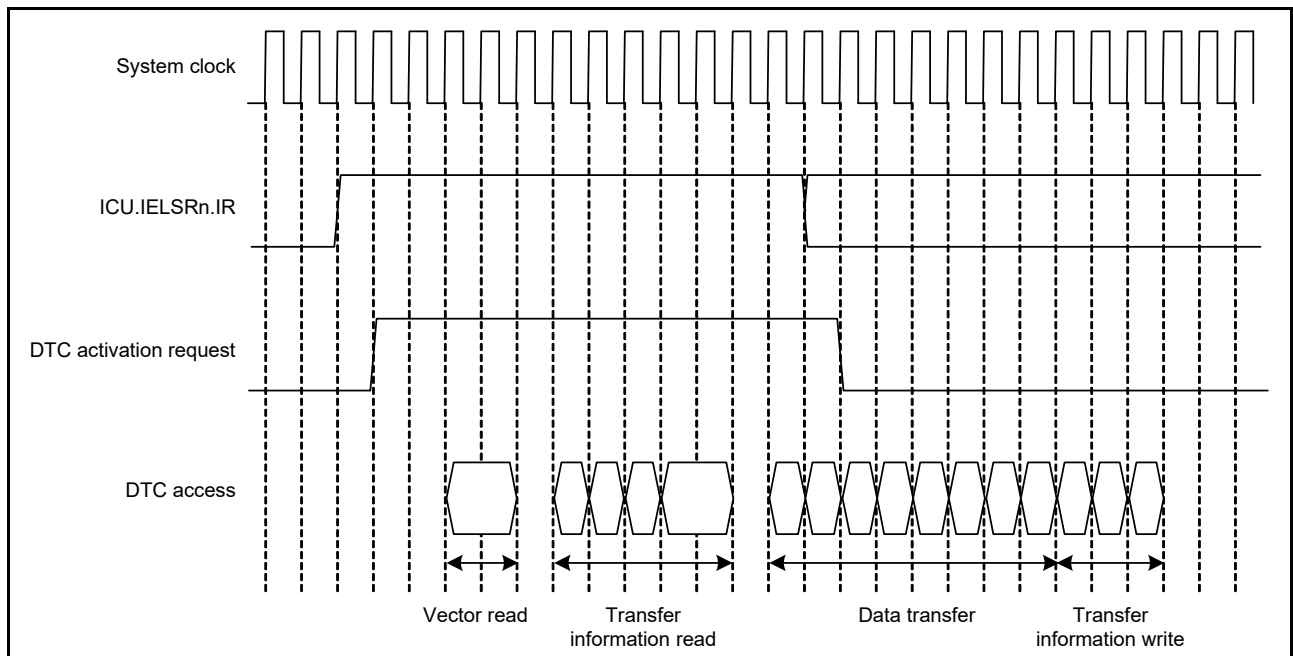 System clock
ICU.IELSRn.IR
DTC activation request
DTC access
Vector read
Transfer
information read
Data transfer
Transfer
information write